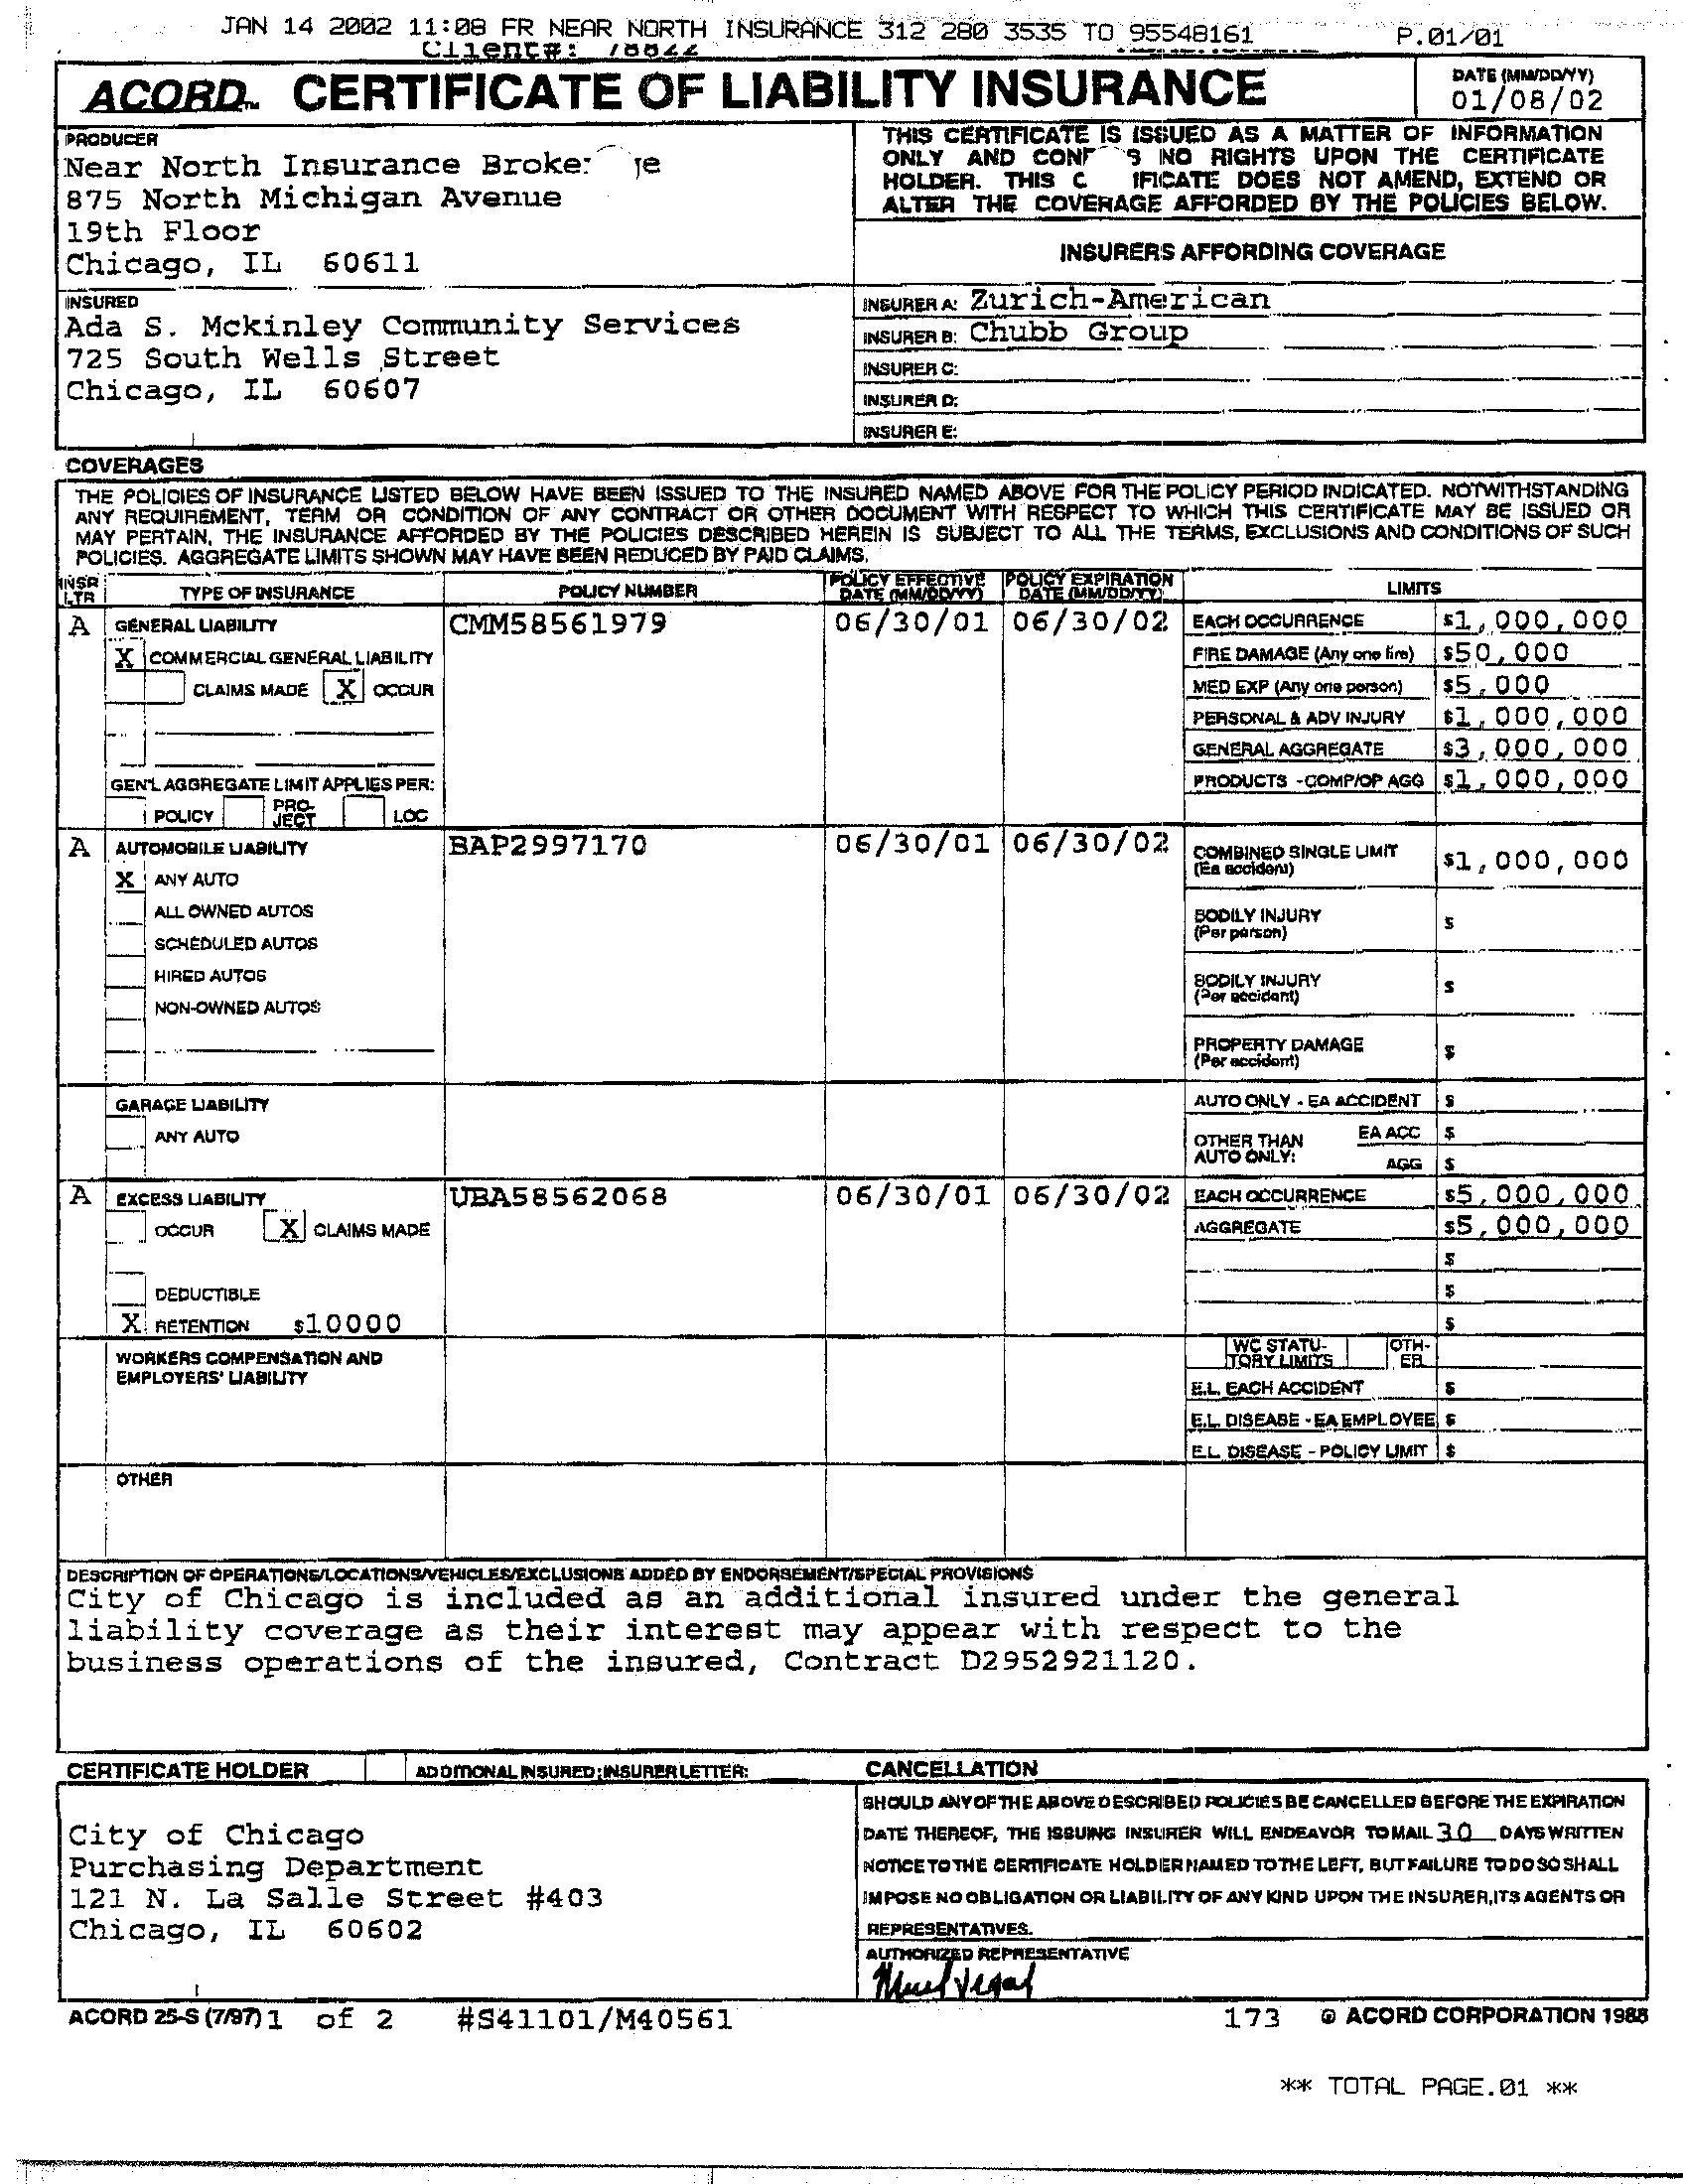 JAN 14 2002 11:08 FR NEAR NORTH INSURANCE 312 280 3535 TO 95548161 P.01/01
Client#: 18822
ACORD™ CERTIFICATE OF LIABILITY INSURANCE
DATE (MM/DD/YY)
01/08/02
PRODUCER
Near North Insurance
875 North Michigan Avenue
19th Floor
Chicago, IL 60611
THIS CERTIFICATE IS ISSUED AS A MATTER OF INFORMATION
ONLY AND NO RIGHTS UPON THE CERTIFICATE
HOLDER. THIS DOES NOT AMEND, EXTEND OR
ALTER THE COVERAGE AFFORDED BY THE POLICIES BELOW.
INSURERS AFFORDING COVERAGE
INSURED
Ada S. Mckinley Community Services
725 South Wells Street
Chicago, IL 60607
INSURER A: Zurich-American
INSURER B: Chubb Group
INSURER C:
INSURER D:
INSURER E:
COVERAGES
THE POLICIES OF INSURANCE LISTED BELOW HAVE BEEN ISSUED TO THE INSURED NAMED ABOVE FOR THE POLICY PERIOD INDICATED. NOTWITHSTANDING
ANY REQUIREMENT, TERM OR CONDITION OF ANY CONTRACT OR OTHER DOCUMENT WITH RESPECT TO WHICH THIS CERTIFICATE MAY BE ISSUED OR
MAY PERTAIN, THE INSURANCE AFFORDED BY THE POLICIES DESCRIBED HEREIN IS SUBJECT TO ALL THE TERMS, EXCLUSIONS AND CONDITIONS OF SUCH
POLICIES. AGGREGATE LIMITS SHOWN MAY HAVE BEEN REDUCED BY PAID CLAIMS.
INSR LTR TYPE OF INSURANCE POLICY NUMBER POLICY EFFECTIVE DATE (MM/DD/YY) POLICY EXPIRATION DATE (MM/DD/YY) LIMITS
A GENERAL LIABILITY CMM58561979 06/30/01 06/30/02 EACH OCCURRENCE $1,000,000
X COMMERCIAL GENERAL LIABILITY FIRE DAMAGE (Any one fire) $50,000
CLAIMS MADE X OCCUR MED EXP (Any one person) $5,000
PERSONAL & ADV INJURY $1,000,000
GENERAL AGGREGATE $3,000,000
GEN'L AGGREGATE LIMIT APPLIES PER: PRODUCTS -COMP/OP AGG $1,000,000
POLICY PRO-JECT LOC
A AUTOMOBILE LIABILITY BAP2997170 06/30/01 06/30/02 COMBINED SINGLE LIMIT (Ea accident) $1,000,000
X ANY AUTO
ALL OWNED AUTOS BODILY INJURY (Per person) $
SCHEDULED AUTOS
HIRED AUTOS BODILY INJURY (Per accident) $
NON-OWNED AUTOS
PROPERTY DAMAGE (Per accident) $
GARAGE LIABILITY AUTO ONLY - EA ACCIDENT $
ANY AUTO OTHER THAN AUTO ONLY: EA ACC $
AGG $
A EXCESS LIABILITY UBA58562068 06/30/01 06/30/02 EACH OCCURRENCE $5,000,000
OCCUR X CLAIMS MADE AGGREGATE $5,000,000
$
DEDUCTIBLE $
X RETENTION $10000 $
WORKERS COMPENSATION AND EMPLOYERS' LIABILITY WC STATU-TORY LIMITS OTH-ER
E.L. EACH ACCIDENT $
E.L. DISEASE - EA EMPLOYEE $
E.L. DISEASE - POLICY LIMIT $
OTHER
DESCRIPTION OF OPERATIONS/LOCATIONS/VEHICLES/EXCLUSIONS ADDED BY ENDORSEMENT/SPECIAL PROVISIONS
City of Chicago is included as an additional insured under the general
liability coverage as their interest may appear with respect to the
business operations of the insured, Contract D2952921120.
CERTIFICATE HOLDER ADDITIONAL INSURED; INSURER LETTER: CANCELLATION
City of Chicago
Purchasing Department
121 N. La Salle Street #403
Chicago, IL 60602
SHOULD ANY OF THE ABOVE DESCRIBED POLICIES BE CANCELLED BEFORE THE EXPIRATION
DATE THEREOF, THE ISSUING INSURER WILL ENDEAVOR TO MAIL 30 DAYS WRITTEN
NOTICE TO THE CERTIFICATE HOLDER NAMED TO THE LEFT, BUT FAILURE TO DO SO SHALL
IMPOSE NO OBLIGATION OR LIABILITY OF ANY KIND UPON THE INSURER, ITS AGENTS OR
REPRESENTATIVES.
AUTHORIZED REPRESENTATIVE
ACORD 25-S (7/97) 1 of 2 #S41101/M40561 173 © ACORD CORPORATION 1988
** TOTAL PAGE.01 **